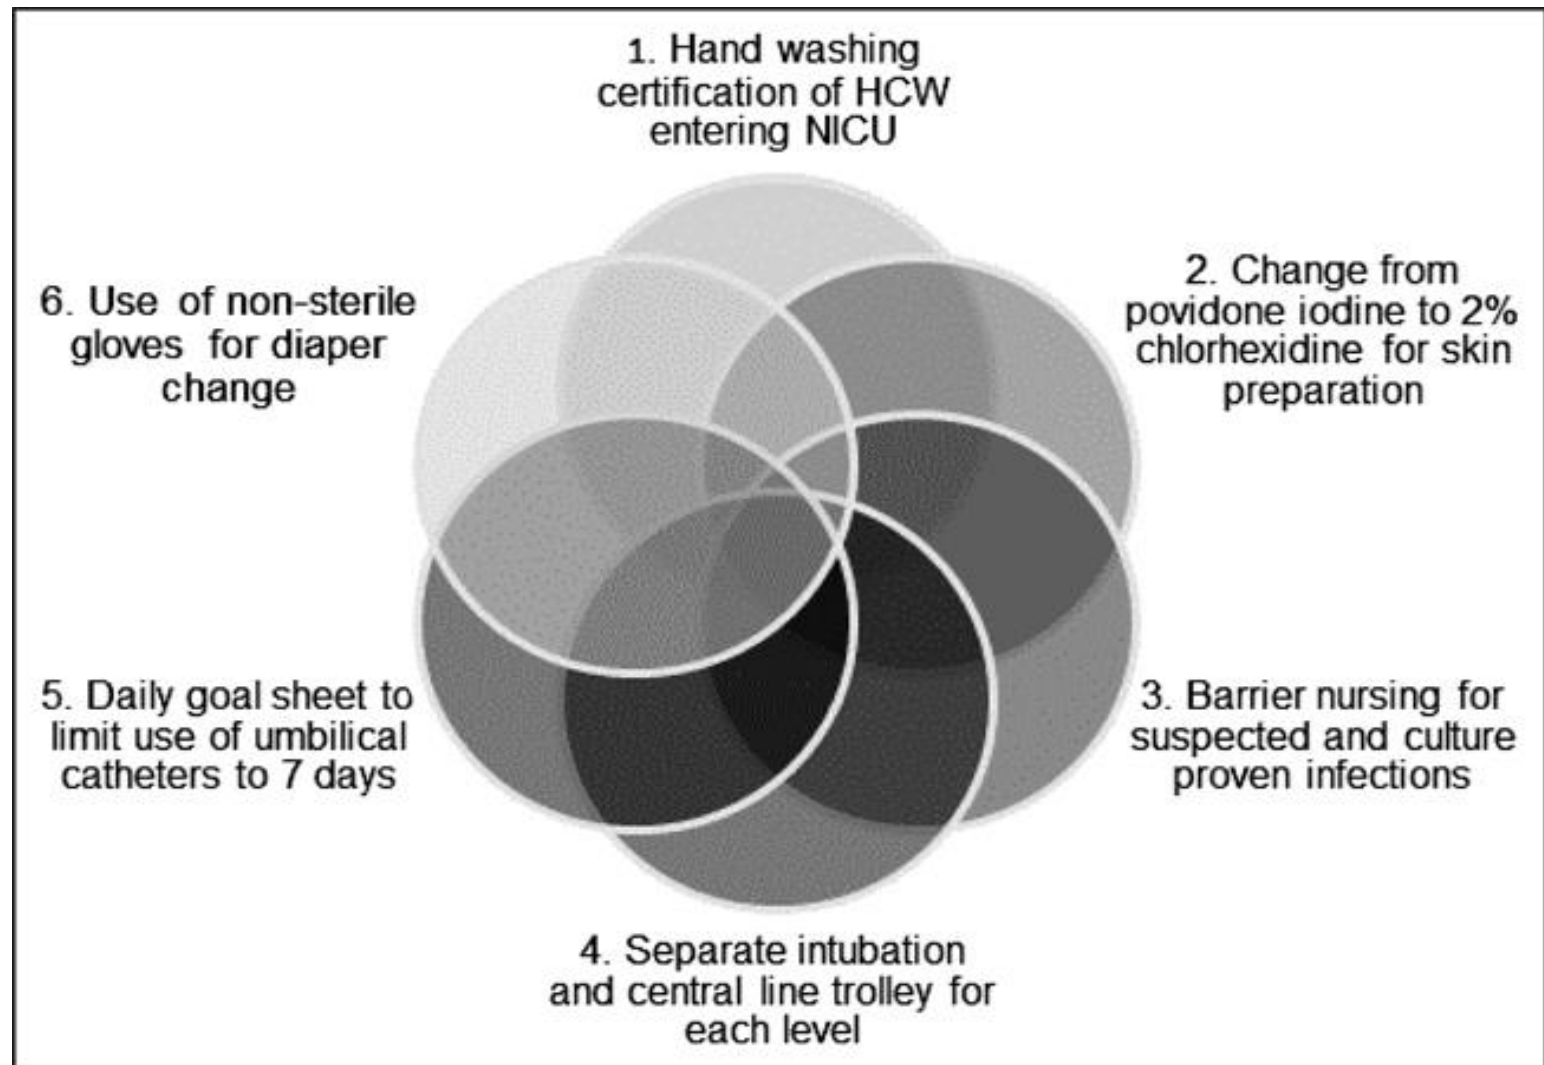 1. Hand washing
certification of HCW
entering NICU
2. Change from
povidone iodine to 2%
chlorhexidine for skin
preparation
3. Barrier nursing for
suspected and culture
proven infections
4. Separate intubation
and central line trolley for
each level
5. Daily goal sheet to
limit use of umbilical
catheters to 7 days
6. Use of non-sterile
gloves for diaper
change